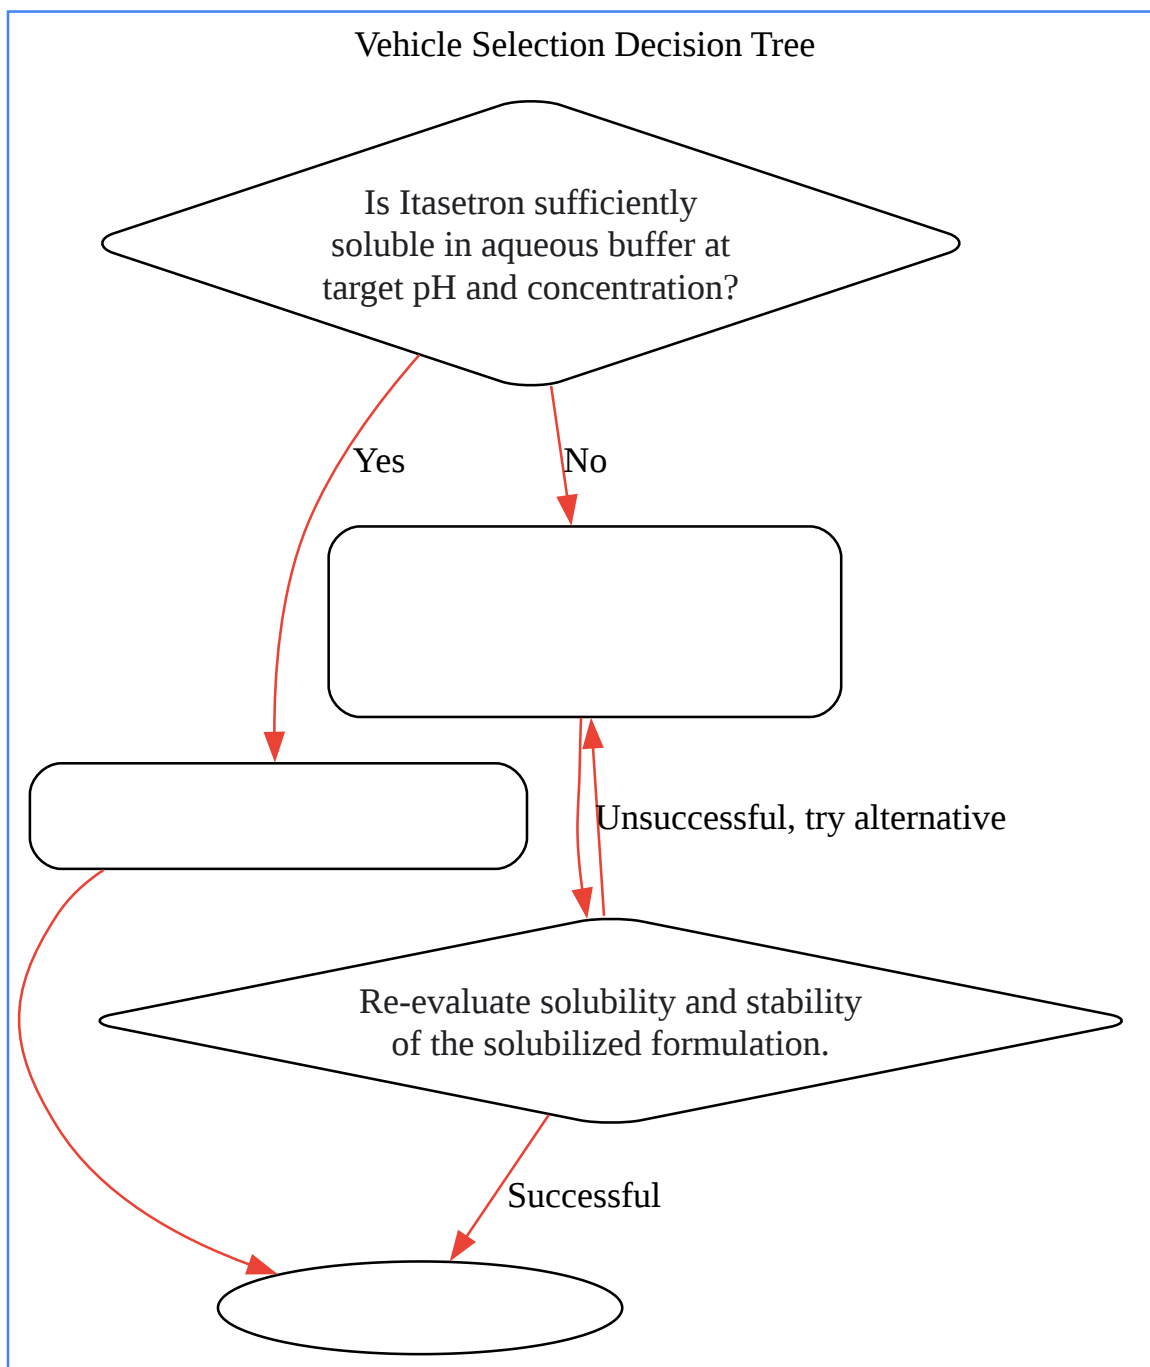 Vehicle Selection Decision Tree
Is Itasetron sufficiently
soluble in aqueous buffer at
target pH and concentration?
Yes
No
Unsuccessful, try alternative
Re-evaluate solubility and stability
of the solubilized formulation.
Successful